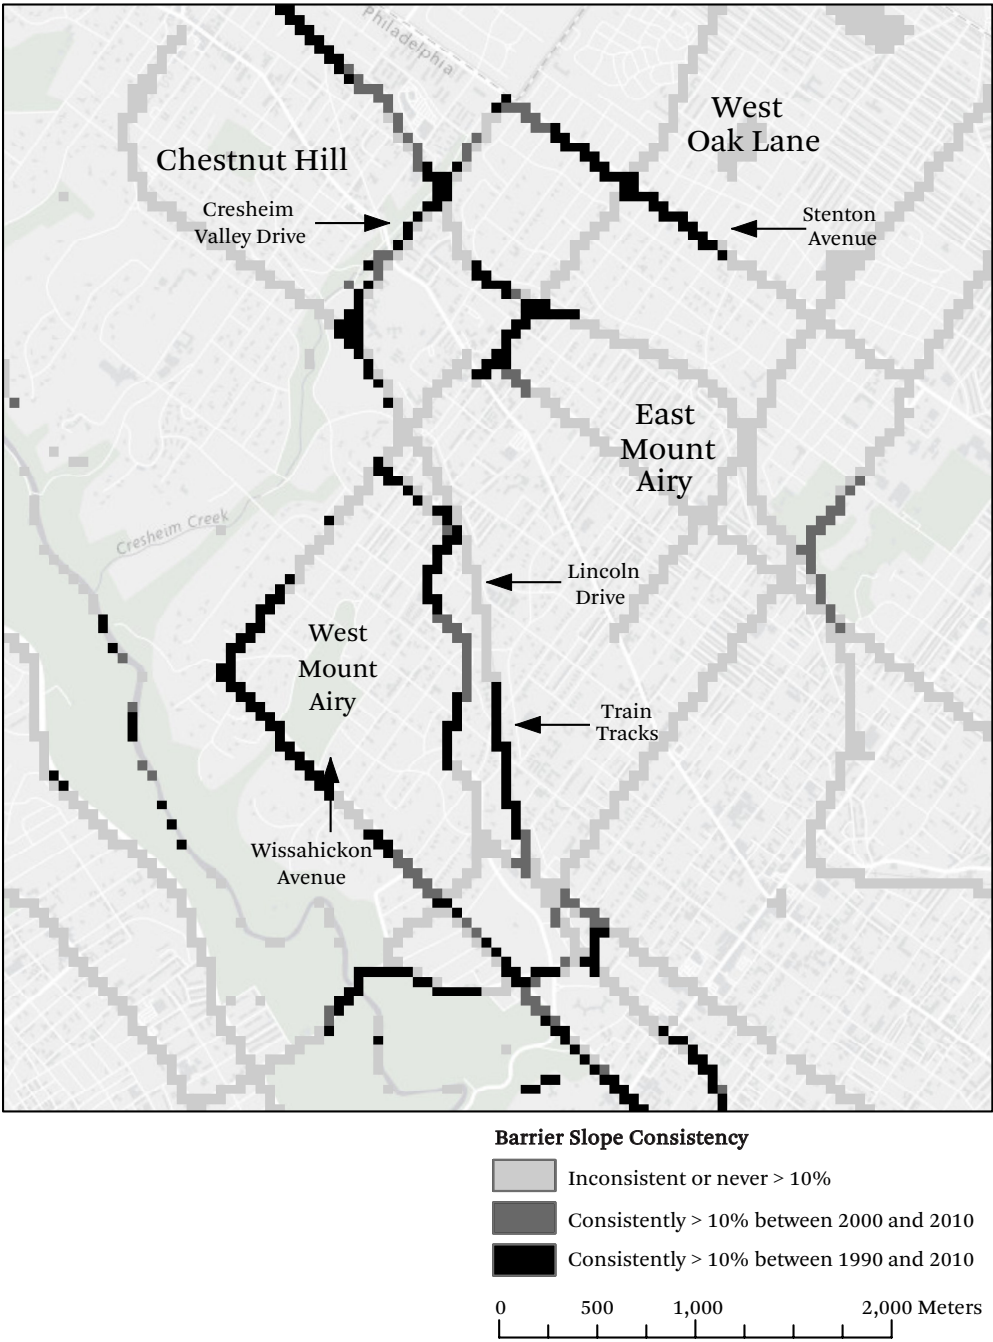 Philadelphia
West
Oak Lane
Chestnut Hill
Cresheim
Valley Drive
Stenton
Avenue
East
Mount
Airy
Cresheim Creek
Lincoln
Drive
West
Mount
Airy
Train
Tracks
Wissahickon
Avenue
Barrier Slope Consistency
Inconsistent or never > 10%
Consistently > 10% between 2000 and 2010
Consistently > 10% between 1990 and 2010
0 500 1,000 2,000 Meters